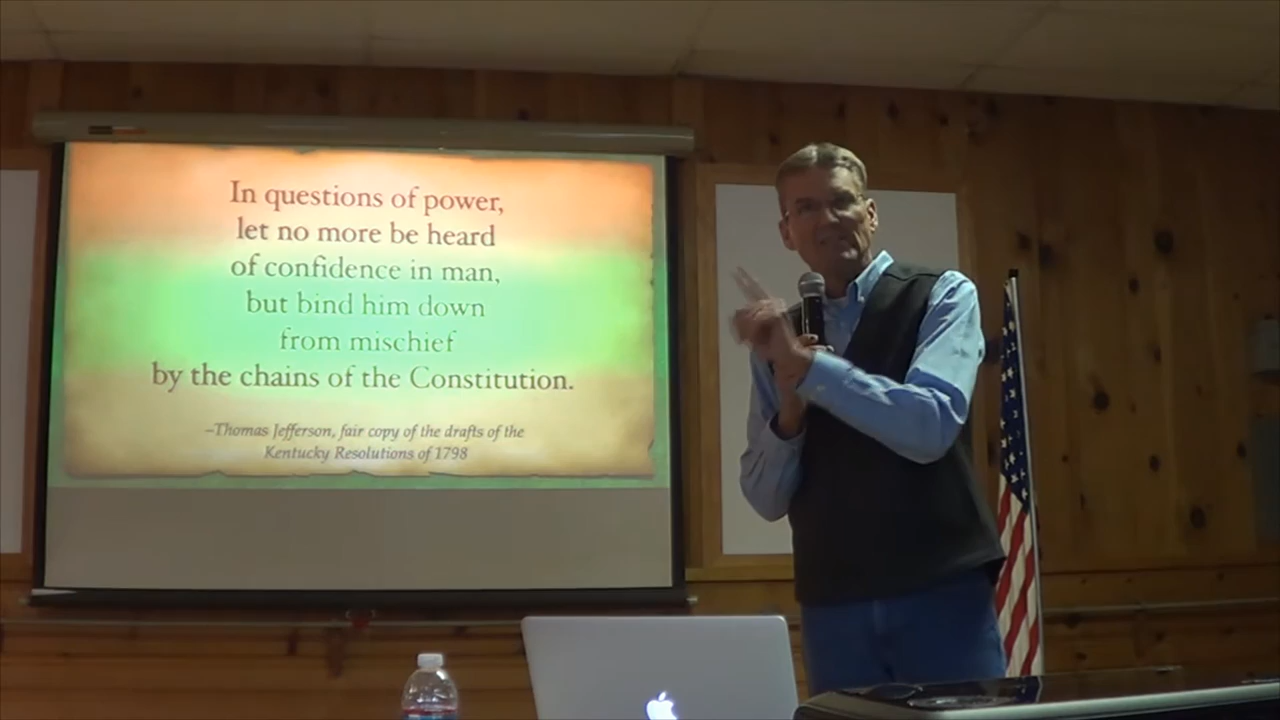 In questions of power,
let no more be heard
of confidence in man,
but bind him down
from mischief
by the chains of the Constitution.
–Thomas Jefferson, fair copy of the drafts of the
Kentucky Resolutions of 1798